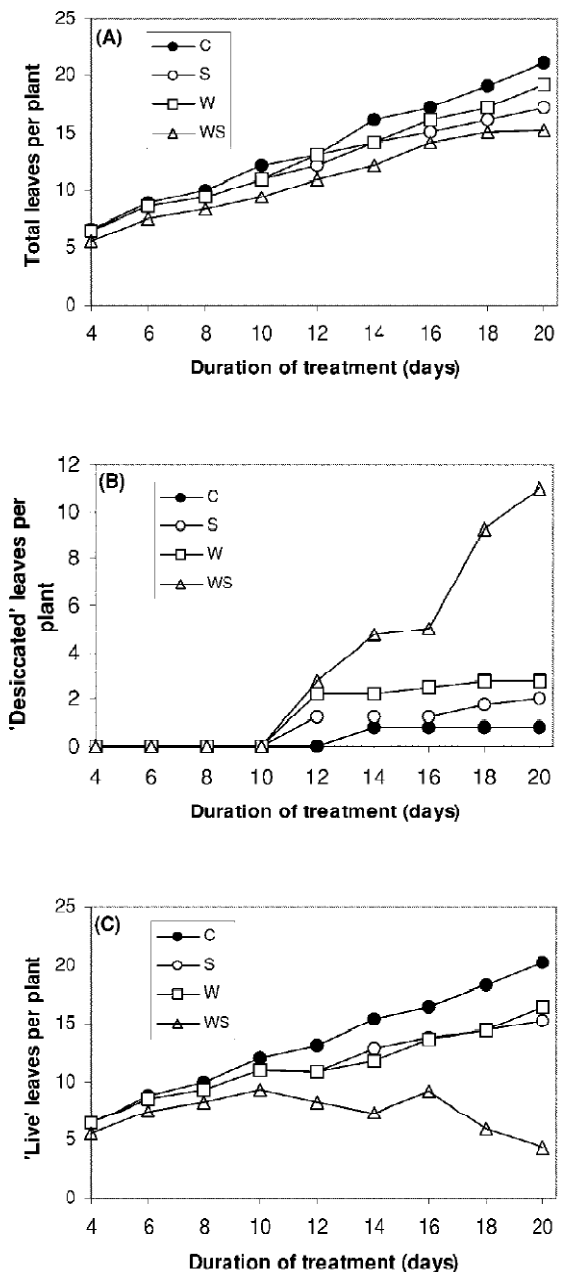 (A)
C
S
W
WS
25
20
15
10
5
0
4 6 8 10 12 14 16 18 20
Total leaves per plant
Duration of treatment (days)
(B)
C
S
W
WS
12
10
8
6
4
2
0
4 6 8 10 12 14 16 18 20
'Desiccated' leaves per
plant
Duration of treatment (days)
(C)
C
S
W
WS
25
20
15
10
5
0
4 6 8 10 12 14 16 18 20
'Live' leaves per plant
Duration of treatment (days)